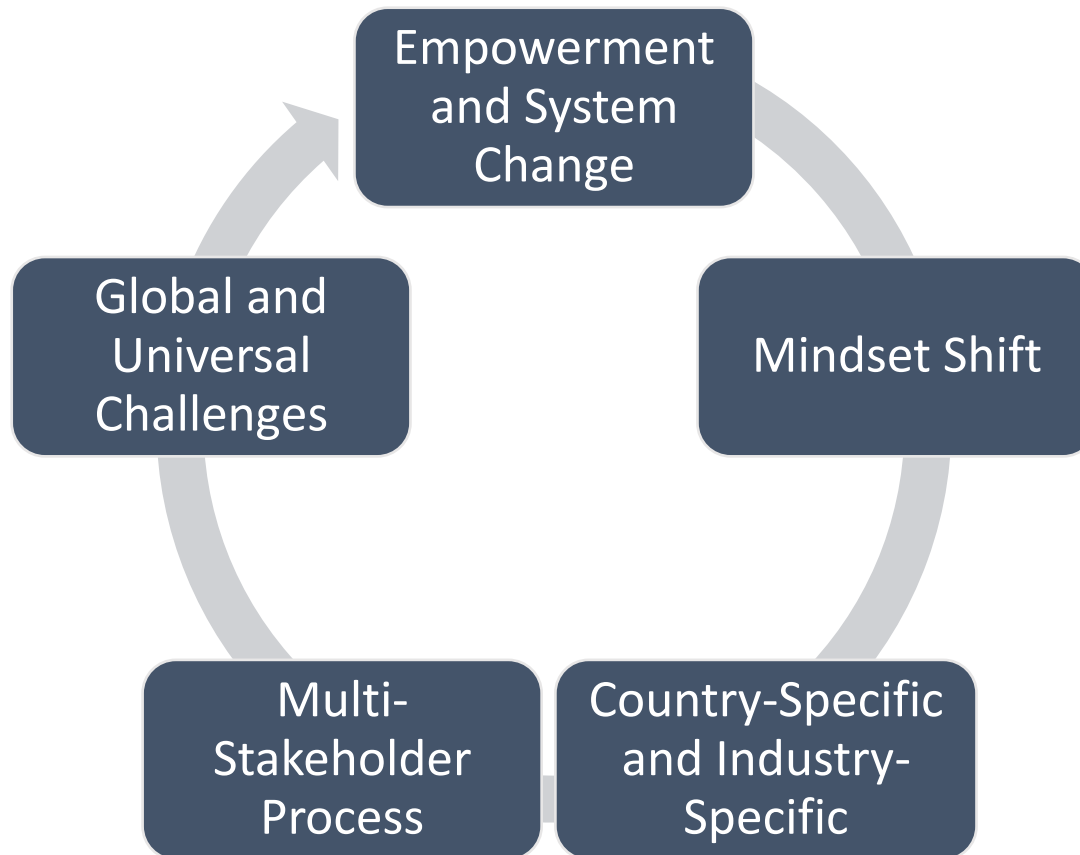 Empowerment
and System
Change
Mindset Shift
Country-Specific
and Industry-
Specific
Multi-
Stakeholder
Process
Global and
Universal
Challenges